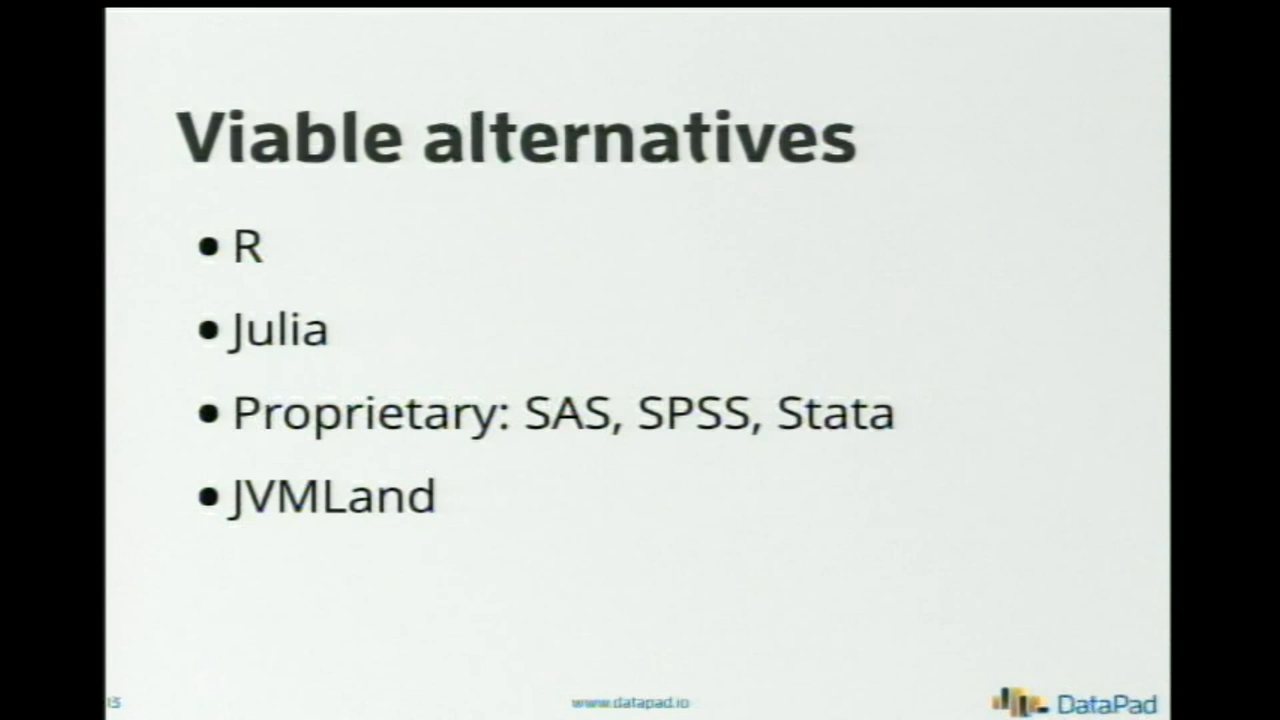 Viable alternatives
• R
• Julia
• Proprietary: SAS, SPSS, Stata
• JVMLand
www.datapad.io
DataPad